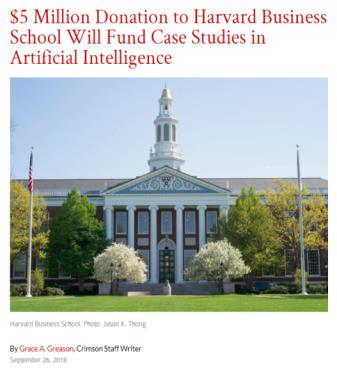 $5 Million Donation to Harvard Business
School Will Fund Case Studies in
Artificial Intelligence
Harvard Business School. Photo: Jason K. Thong
By Grace A. Greason, Crimson Staff Writer
September 26, 2018